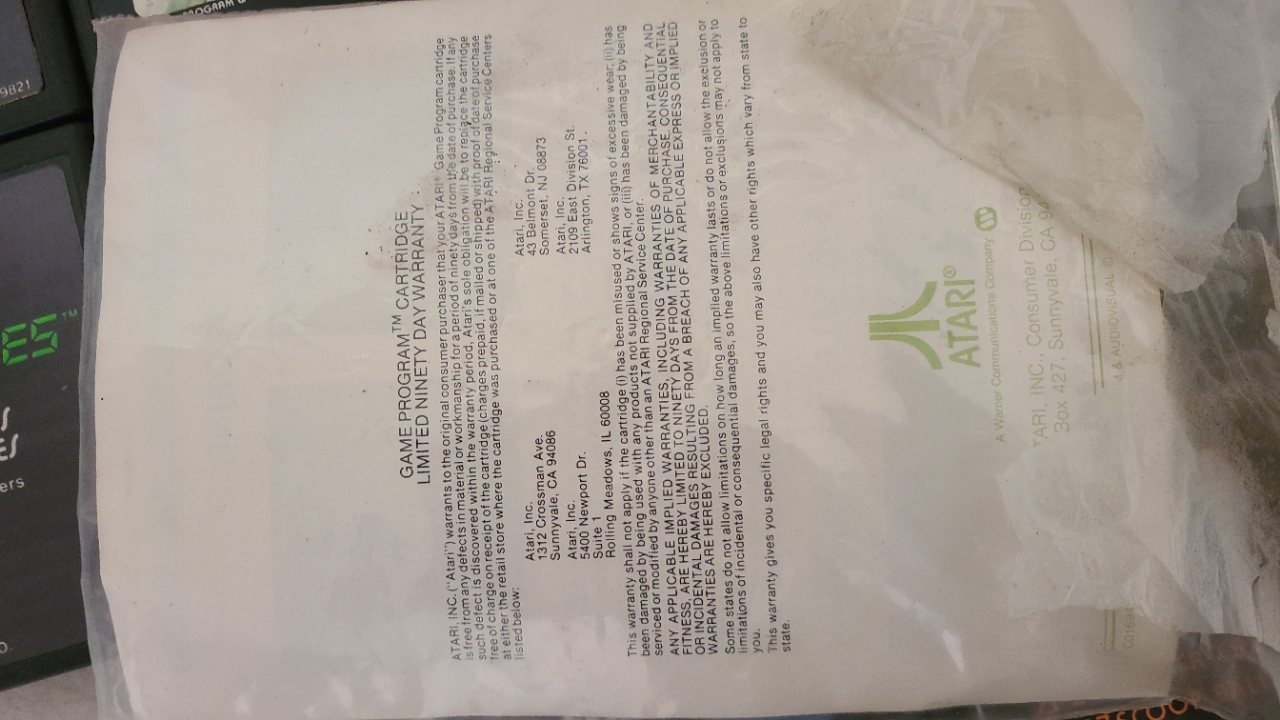 GAME PROGRAM™ CARTRIDGE
LIMITED NINETY DAY WARRANTY
ATARI, INC. ("Atari") warrants to the original consumer purchaser that your ATARI® Game Program cartridge
is free from any defects in material or workmanship for a period of ninety days from the date of purchase. If any
such defect is discovered within the warranty period, Atari's sole obligation will be to replace the cartridge
free of charge on receipt of the cartridge (charges prepaid, if mailed or shipped) with proof of date of purchase
at either the retail store where the cartridge was purchased or at one of the ATARI Regional Service Centers
listed below:
Atari, Inc.
1312 Crossman Ave.
Sunnyvale, CA 94086
Atari, Inc.
5400 Newport Dr.
Suite 1
Rolling Meadows, IL 60008
Atari, Inc.
43 Belmont Dr.
Somerset, NJ 08873
Atari, Inc.
2109 East Division St.
Arlington, TX 76001
This warranty shall not apply if the cartridge (i) has been misused or shows signs of excessive wear, (ii) has
been damaged by being used with any products not supplied by ATARI, or (iii) has been damaged by being
serviced or modified by anyone other than an ATARI Regional Service Center.
ANY APPLICABLE IMPLIED WARRANTIES, INCLUDING WARRANTIES OF MERCHANTABILITY AND
FITNESS, ARE HEREBY LIMITED TO NINETY DAYS FROM THE DATE OF PURCHASE. CONSEQUENTIAL
OR INCIDENTAL DAMAGES RESULTING FROM A BREACH OF ANY APPLICABLE EXPRESS OR IMPLIED
WARRANTIES ARE HEREBY EXCLUDED.
Some states do not allow limitations on how long an implied warranty lasts or do not allow the exclusion or
limitations of incidental or consequential damages, so the above limitations or exclusions may not apply to
you.
This warranty gives you specific legal rights and you may also have other rights which vary from state to
state.
ATARI®
A Warner Communications Company
TARI, INC., Consumer Division
Box 427, Sunnyvale, CA 94
& AUDIOVISUAL
9821
ers